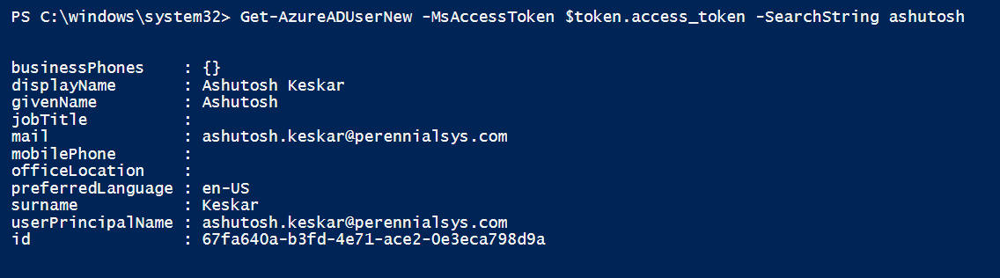 PS C:\windows\system32> Get-AzureADUserNew -MsAccessToken $token.access_token -SearchString ashutosh
businessPhones    : {}
displayName       : Ashutosh Keskar
givenName         : Ashutosh
jobTitle          :
mail              : ashutosh.keskar@perennialsys.com
mobilePhone       :
officeLocation    :
preferredLanguage : en-US
surname           : Keskar
userPrincipalName : ashutosh.keskar@perennialsys.com
id                : 67fa640a-b3fd-4e71-ace2-0e3eca798d9a